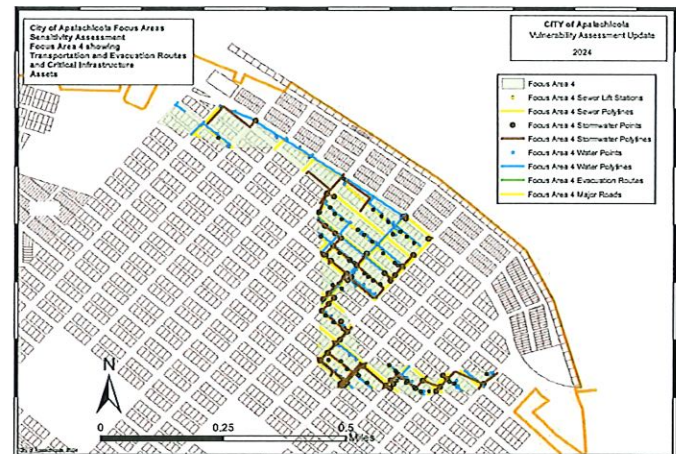 City of Apalachicola Focus Areas
Sensitivity Assessment
Focus Area 4 showing
Transportation and Evacuation Routes
and Critical Infrastructure
Assets
CITY of Apalachicola
Vulnerability Assessment Update
2024
Focus Area 4
Focus Area 4 Sewer Lift Stations
Focus Area 4 Sewer Polylines
Focus Area 4 Stormwater Points
Focus Area 4 Stormwater Polylines
Focus Area 4 Water Points
Focus Area 4 Water Polylines
Focus Area 4 Evacuation Routes
Focus Area 4 Major Roads
N
0 0.25 0.5
Miles